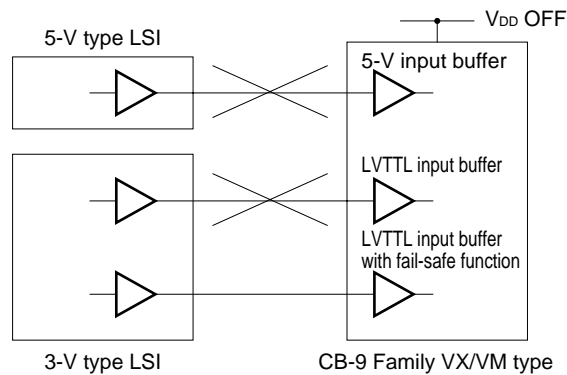 VDD OFF
5-V type LSI
5-V input buffer
LVTTL input buffer
LVTTL input buffer
with fail-safe function
3-V type LSI
CB-9 Family VX/VM type